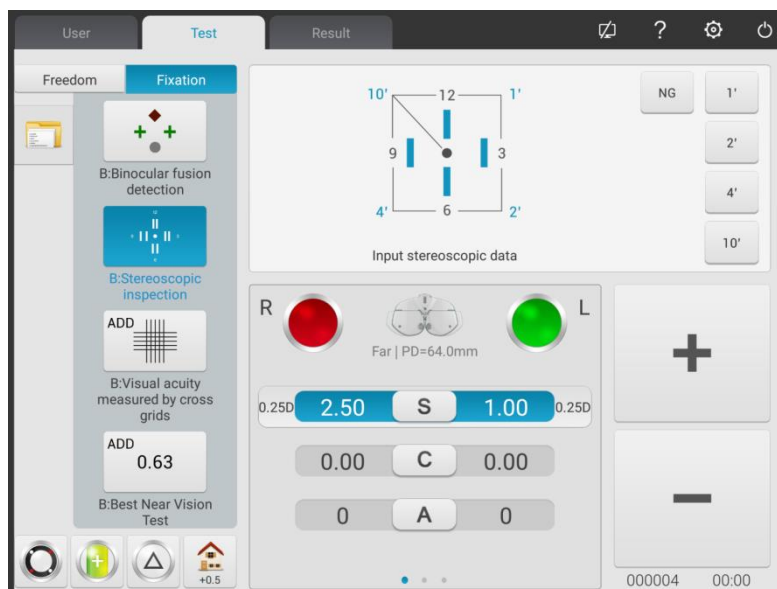 User
Test
Result
?
Freedom
Fixation
B:Binocular fusion
detection
B:Stereoscopic
inspection
ADD
B:Visual acuity
measured by cross
grids
ADD
0.63
B:Best Near Vision
Test
+0.5
10' 12 1'
9 3
4' 6 2'
Input stereoscopic data
NG
1'
2'
4'
10'
R L
Far | PD=64.0mm
0.25D 2.50 S 1.00 0.25D
0.00 C 0.00
0 A 0
+
−
000004 00:00